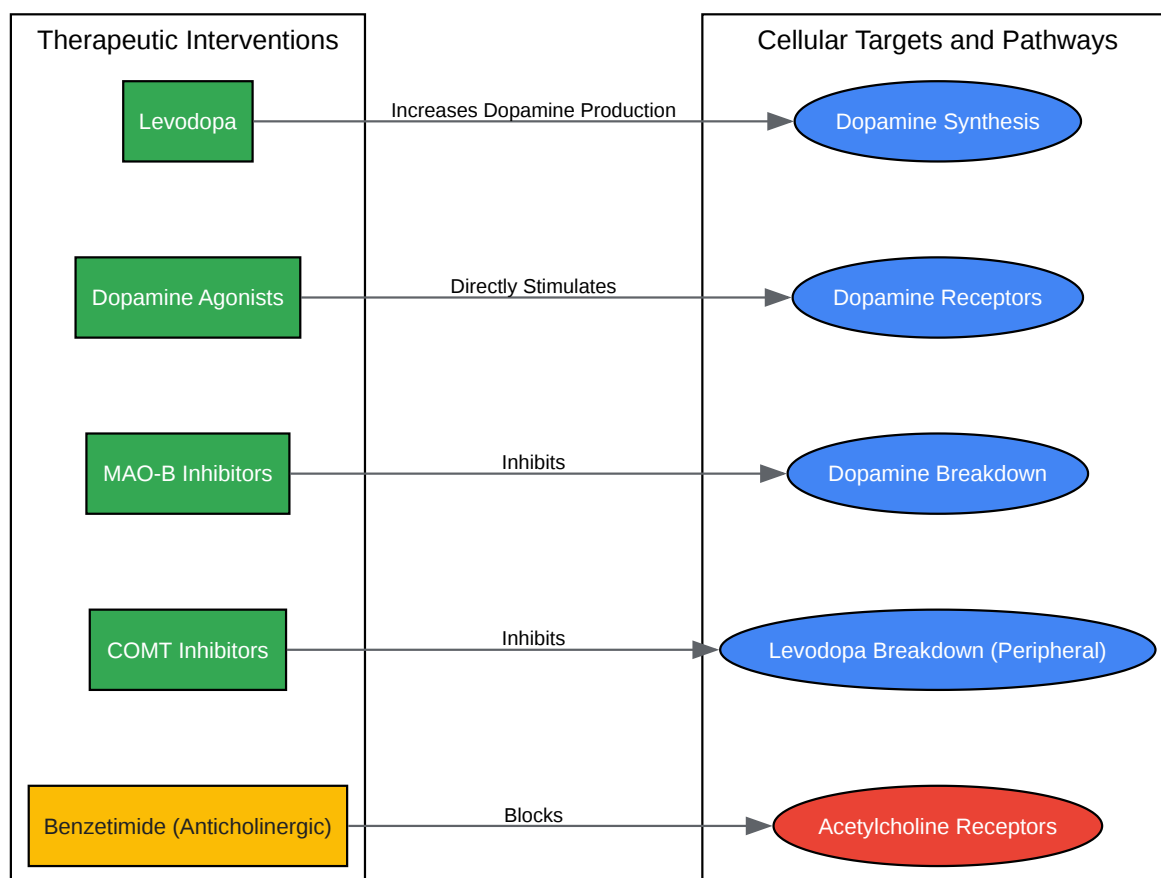 Therapeutic Interventions
Cellular Targets and Pathways
Levodopa
Increases Dopamine Production
Dopamine Synthesis
Dopamine Agonists
Directly Stimulates
Dopamine Receptors
MAO-B Inhibitors
Inhibits
Dopamine Breakdown
COMT Inhibitors
Inhibits
Levodopa Breakdown (Peripheral)
Benzetimide (Anticholinergic)
Blocks
Acetylcholine Receptors